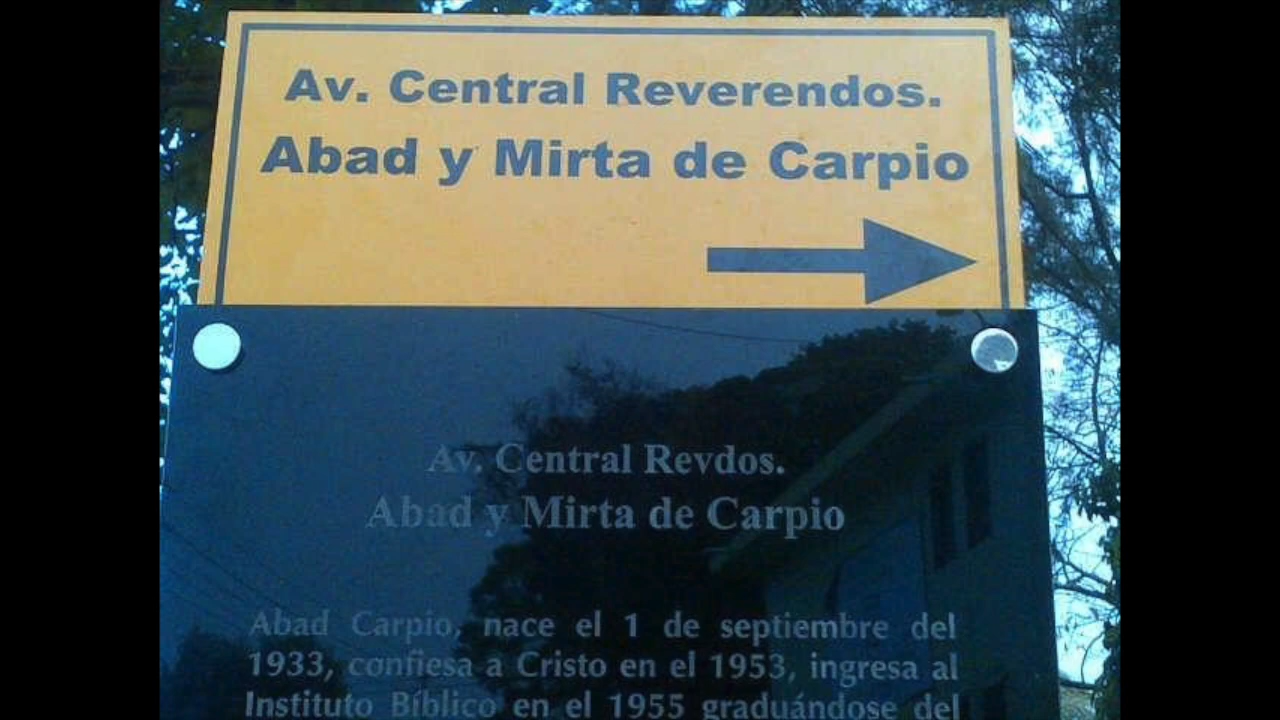 Av. Central Reverendos.
Abad y Mirta de Carpio
Av. Central Revdos.
Abad y Mirta de Carpio
Abad Carpio, nace el 1 de septiembre del
1933, confiesa a Cristo en el 1953, ingresa al
Instituto Bíblico en el 1955 graduándose del